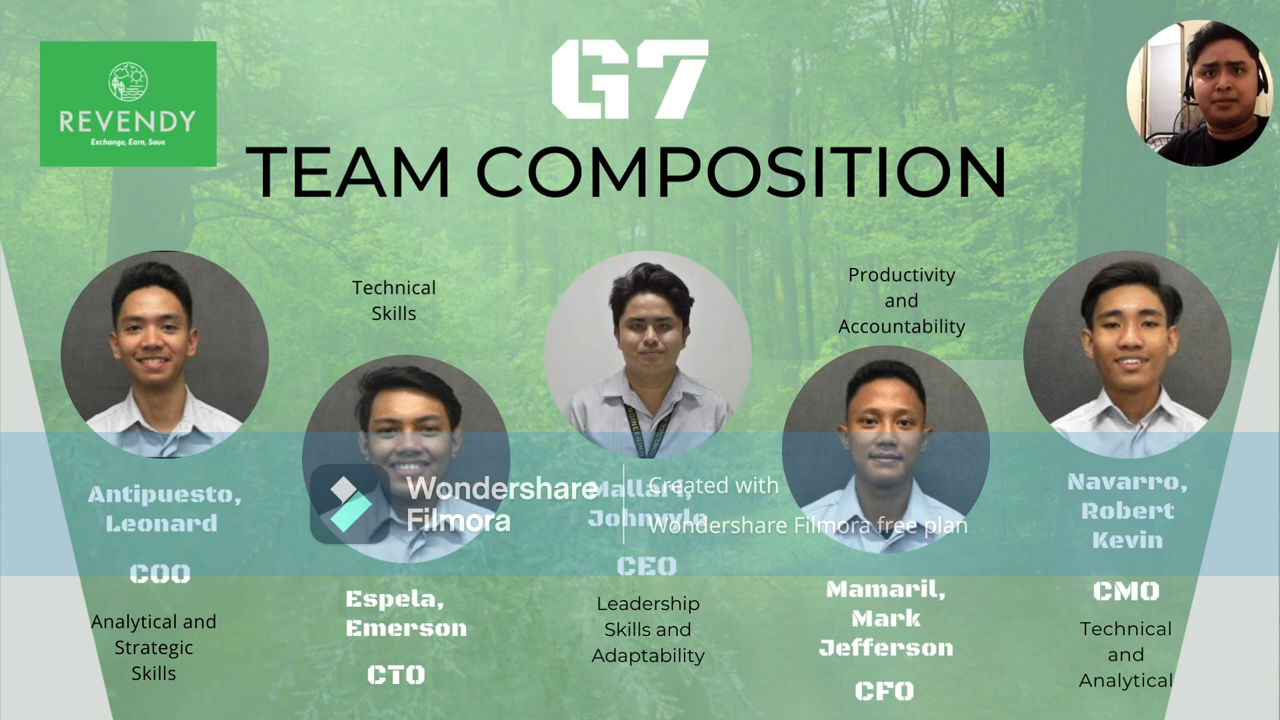 G7
REVENDY
Exchange, Earn, Save
TEAM COMPOSITION
Technical
Skills
Productivity
and
Accountability
Antipuesto,
Leonard
COO
Analytical and
Strategic
Skills
Wondershare
Filmora
Created with
Wondershare Filmora free plan
Espela,
Emerson
CTO
CEO
Leadership
Skills and
Adaptability
Mamaril,
Mark
Jefferson
CFO
Navarro,
Robert
Kevin
CMO
Technical
and
Analytical